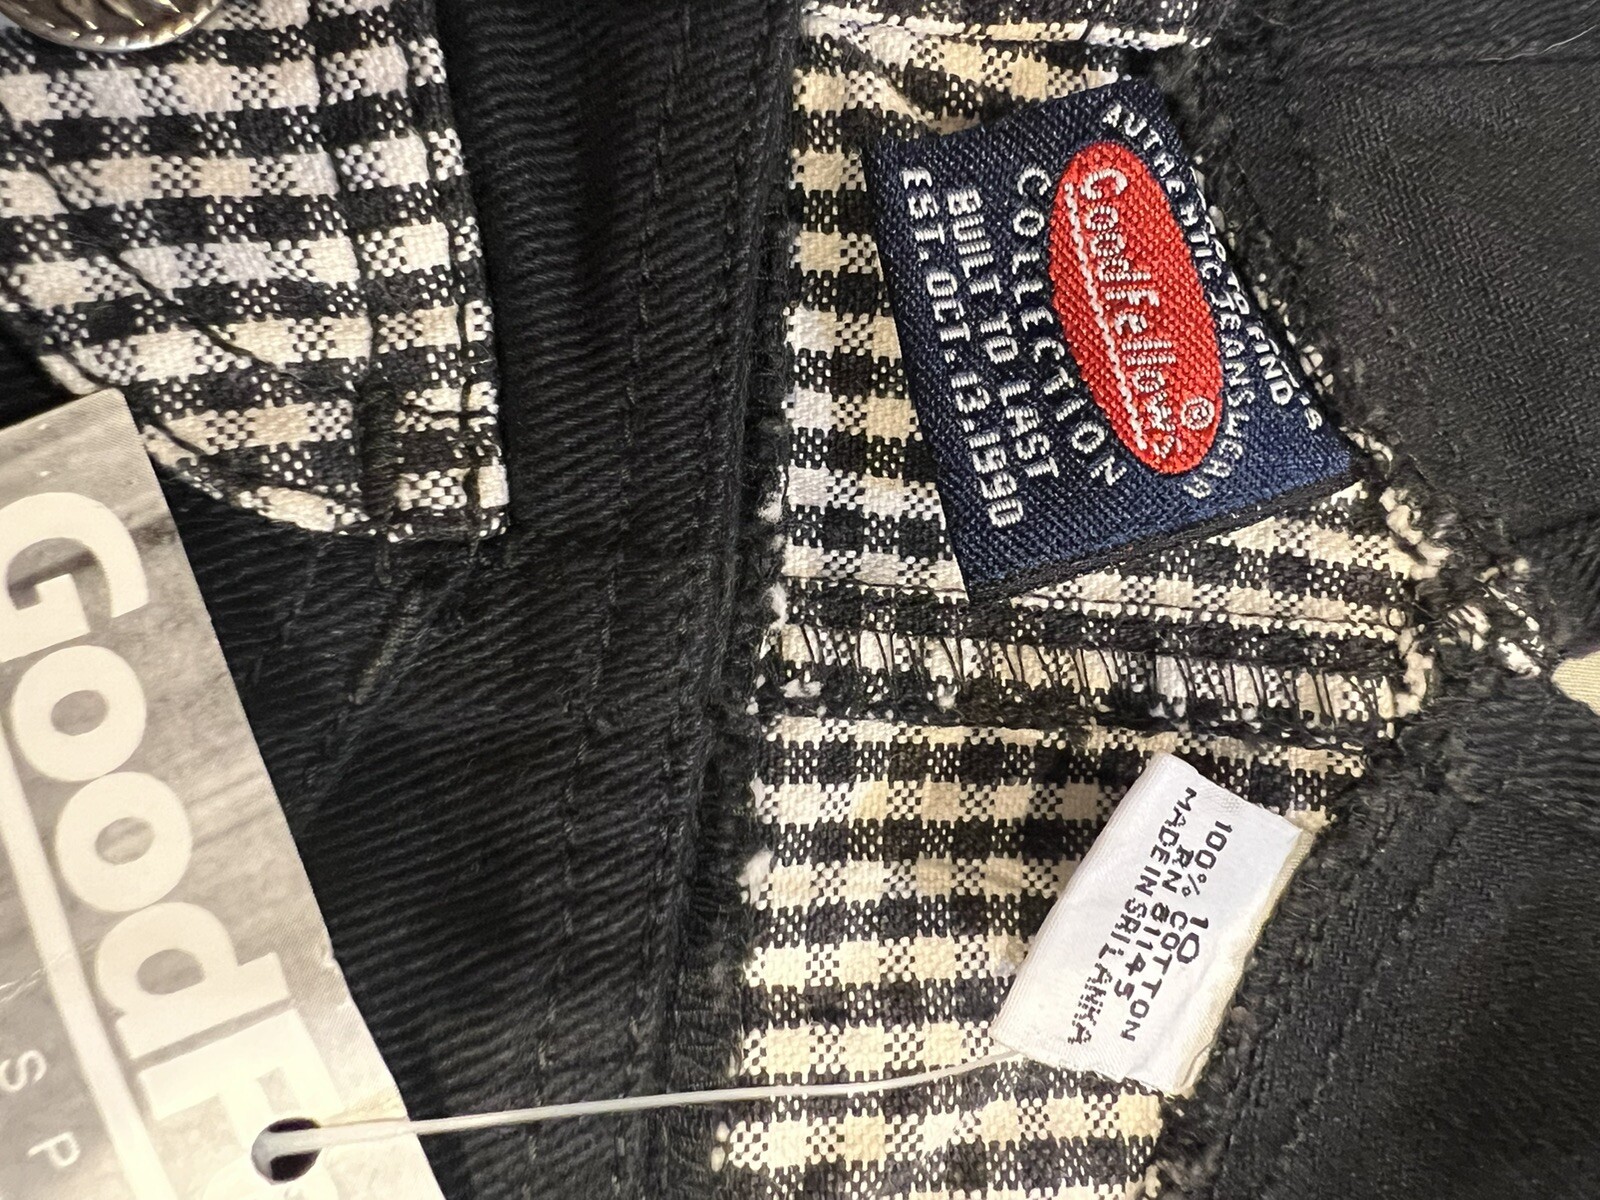 AUTHENTIC JEANSWEAR
GoodFellows©
COLLECTION
BUILT TO LAST
EST. OCT. 13.1990
10
100% COTTON
RN 81145
MADE IN SRI LANKA
GoodF
S P